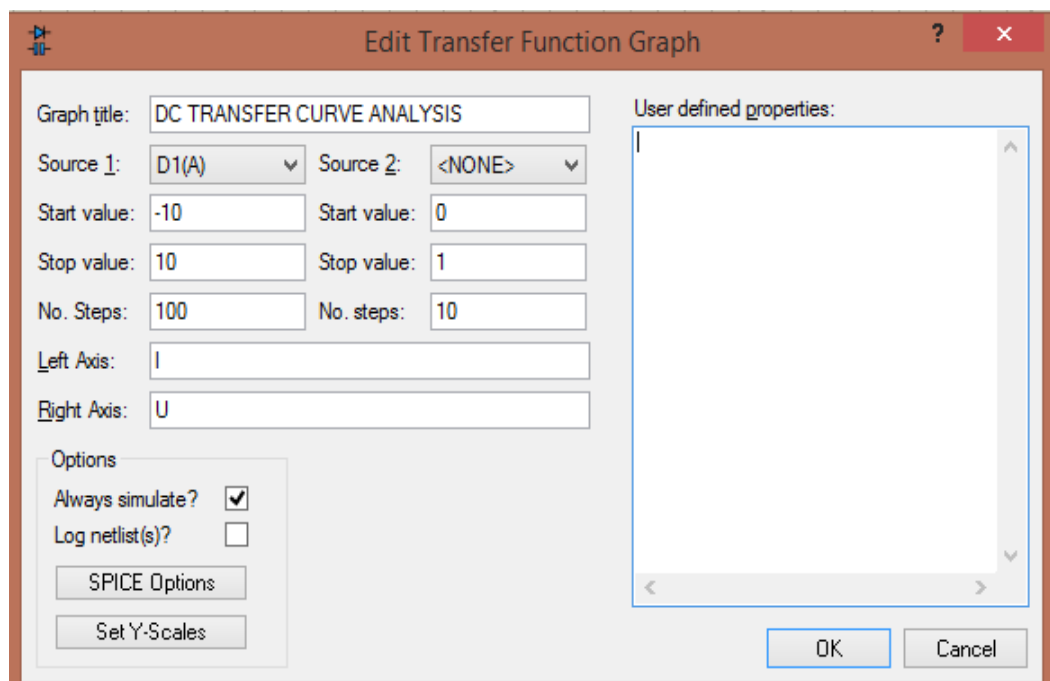 Edit Transfer Function Graph ?
Graph title: DC TRANSFER CURVE ANALYSIS
Source 1: D1(A) Source 2: <NONE>
Start value: -10 Start value: 0
Stop value: 10 Stop value: 1
No. Steps: 100 No. steps: 10
Left Axis: I
Right Axis: U
Options
Always simulate?
Log netlist(s)?
SPICE Options
Set Y-Scales
User defined properties:
OK Cancel